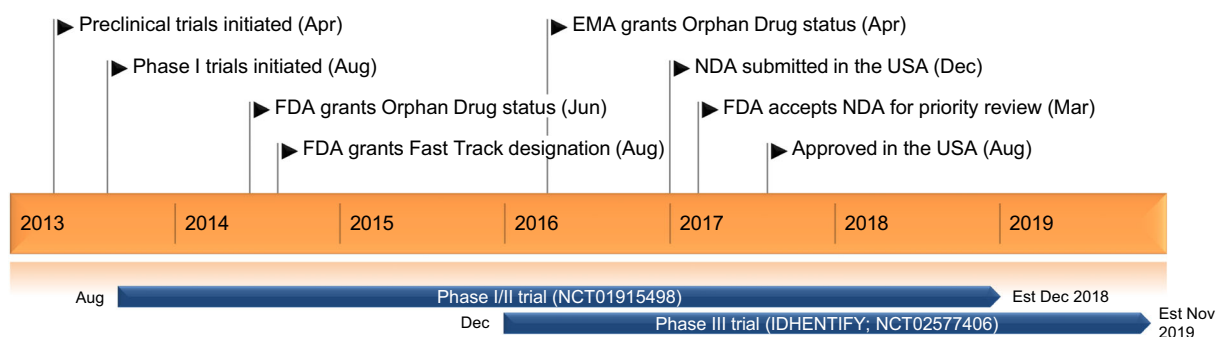 Preclinical trials initiated (Apr)
EMA grants Orphan Drug status (Apr)
Phase I trials initiated (Aug)
NDA submitted in the USA (Dec)
FDA grants Orphan Drug status (Jun)
FDA accepts NDA for priority review (Mar)
FDA grants Fast Track designation (Aug)
Approved in the USA (Aug)
2013 2014 2015 2016 2017 2018 2019
Aug Phase I/II trial (NCT01915498) Est Dec 2018
Dec Phase III trial (IDHENTIFY; NCT02577406) Est Nov
2019